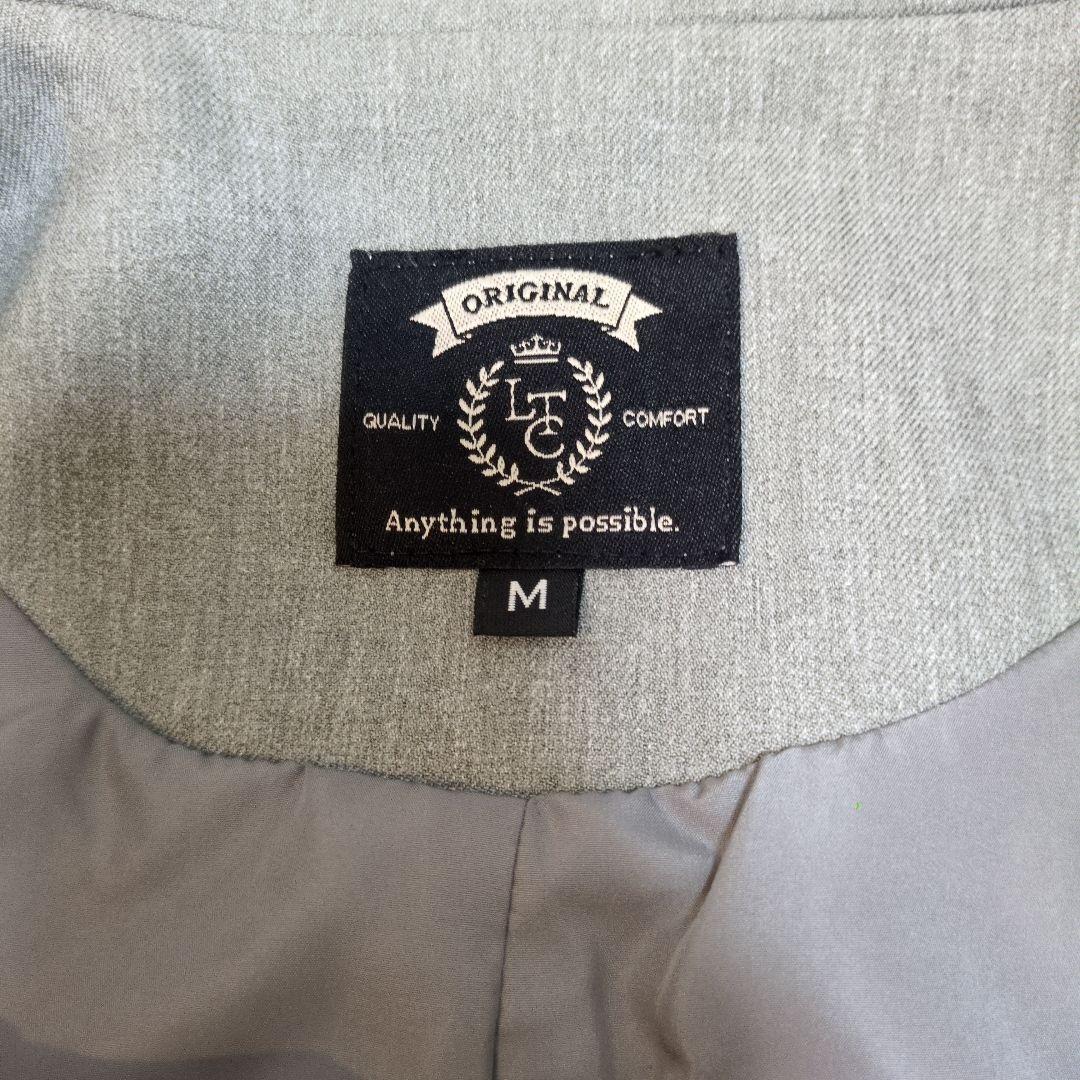 ORIGINAL
LTC
QUALITY COMFORT
Anything is possible.
M